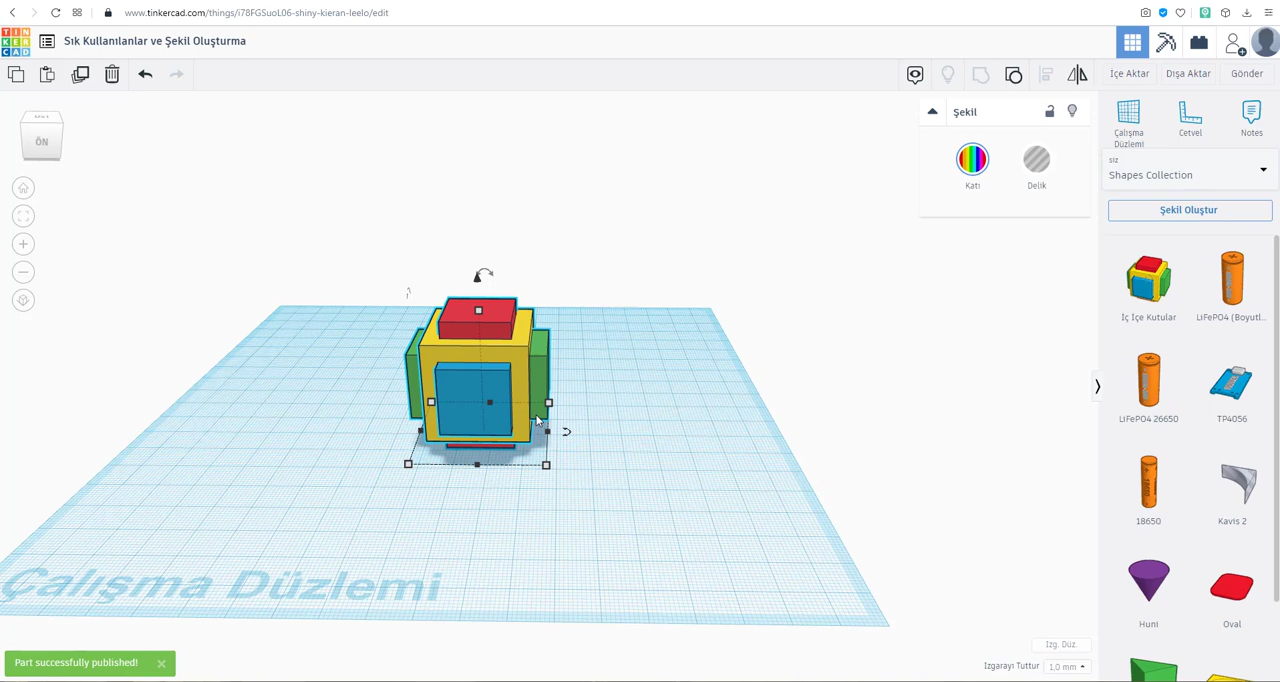 www.tinkercad.com/things/i78FGSuoL06-shiny-kieran-leelo/edit
TIN
KER
CAD
Sık Kullanılanlar ve Şekil Oluşturma
İçe Aktar
Dışa Aktar
Gönder
ÖN
Şekil
Katı
Delik
Çalışma
Düzlemi
Cetvel
Notes
siz
Shapes Collection
Şekil Oluştur
İç İçe Kutular
LiFePO4 (Boyutl...
LiFePO4 26650
TP4056
18650
Kavis 2
Huni
Oval
Çalışma Düzlemi
Part successfully published!
Izg. Düz.
Izgarayı Tuttur
1,0 mm